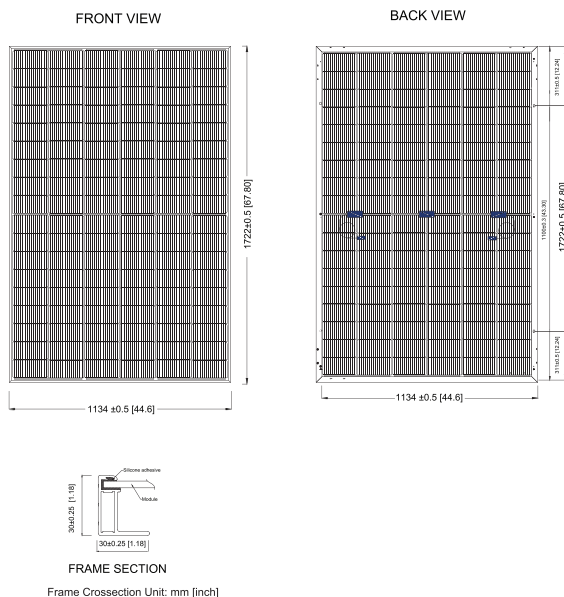 FRONT VIEW
BACK VIEW
1722±0.5 [67.80]
311±0.5 [12.24]
1100±0.3 [43.30]
1722±0.5 [67.80]
311±0.5 [12.24]
1134 ±0.5 [44.6]
1134 ±0.5 [44.6]
Silicone adhesive
Module
30±0.25 [1.18]
30±0.25 [1.18]
FRAME SECTION
Frame Crossection Unit: mm [inch]